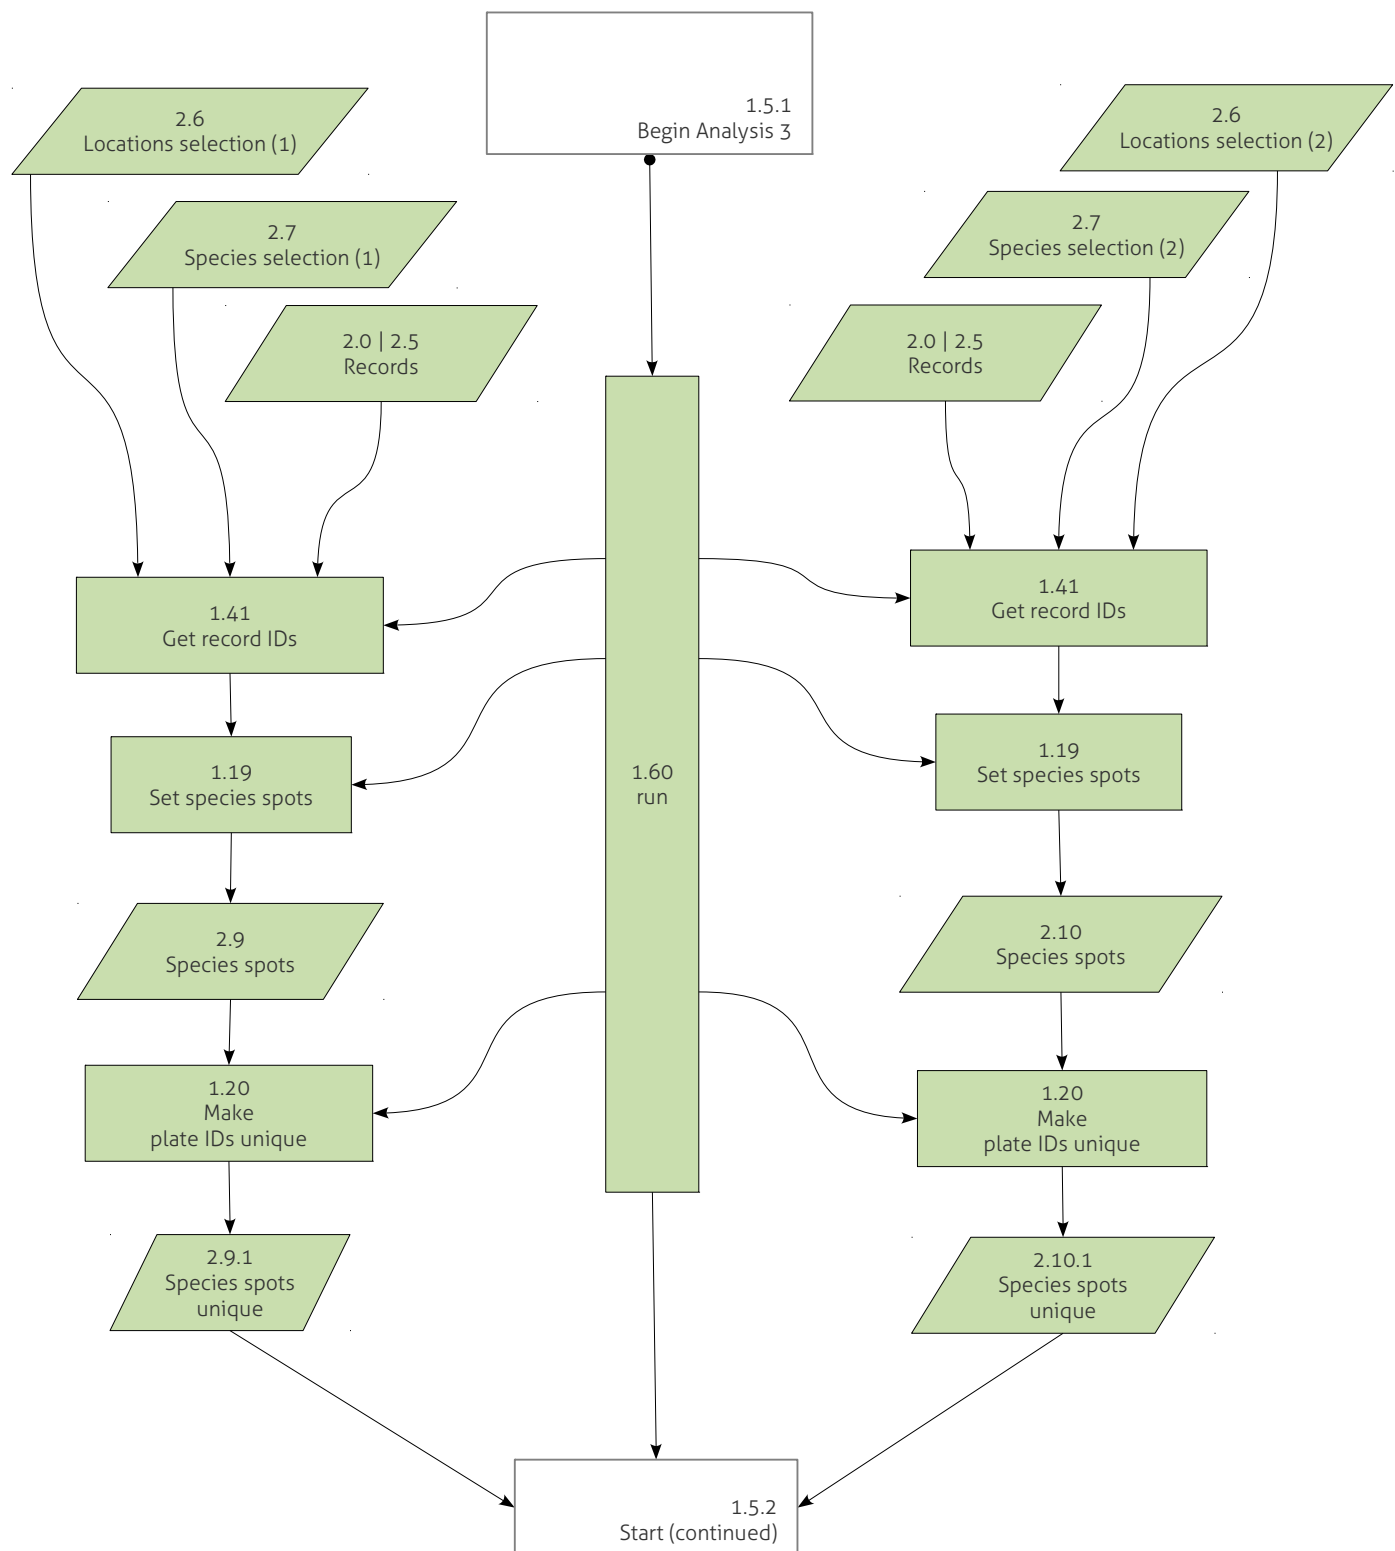 1.5.1
Begin Analysis 3
2.6
Locations selection (1)
2.7
Species selection (1)
2.0 | 2.5
Records
2.6
Locations selection (2)
2.7
Species selection (2)
2.0 | 2.5
Records
1.41
Get record IDs
1.19
Set species spots
2.9
Species spots
1.20
Make
plate IDs unique
2.9.1
Species spots
unique
1.60
run
1.41
Get record IDs
1.19
Set species spots
2.10
Species spots
1.20
Make
plate IDs unique
2.10.1
Species spots
unique
1.5.2
Start (continued)